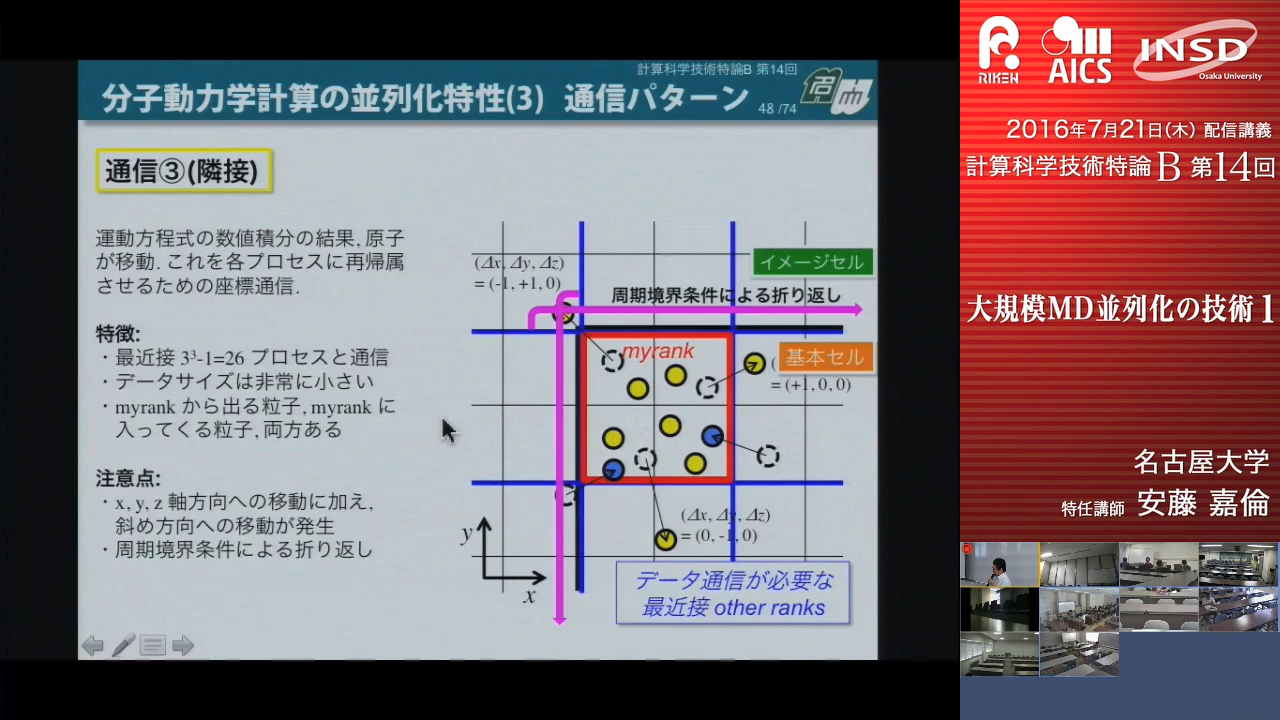 計算科学技術特論B 第14回
分子動力学計算の並列化特性(3) 通信パターン
48 /74
通信③(隣接)
運動方程式の数値積分の結果, 原子
が移動. これを各プロセスに再帰属
させるための座標通信.
特徴:
・最近接 3³-1=26 プロセスと通信
・データサイズは非常に小さい
・myrank から出る粒子, myrank に
入ってくる粒子, 両方ある
注意点:
・x, y, z 軸方向への移動に加え,
斜め方向への移動が発生
・周期境界条件による折り返し
(Δx, Δy, Δz)
= (-1, +1, 0)
イメージセル
周期境界条件による折り返し
myrank
基本セル
(
= (+1, 0, 0)
(Δx, Δy, Δz)
= (0, -1, 0)
y
x
データ通信が必要な
最近接 other ranks
RIKEN
AICS
INSD
Osaka University
2016年7月21日(木) 配信講義
計算科学技術特論 B 第14回
大規模MD並列化の技術1
名古屋大学
特任講師 安藤 嘉倫